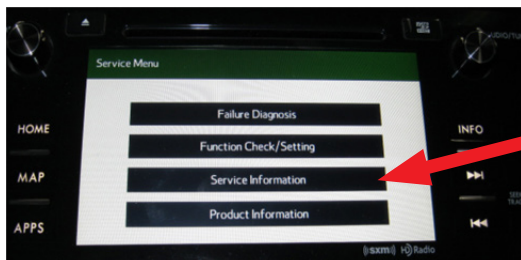 Service Menu
Failure Diagnosis
Function Check/Setting
Service Information
Product Information
HOME
MAP
APPS
INFO
((sxm)) HD Radio